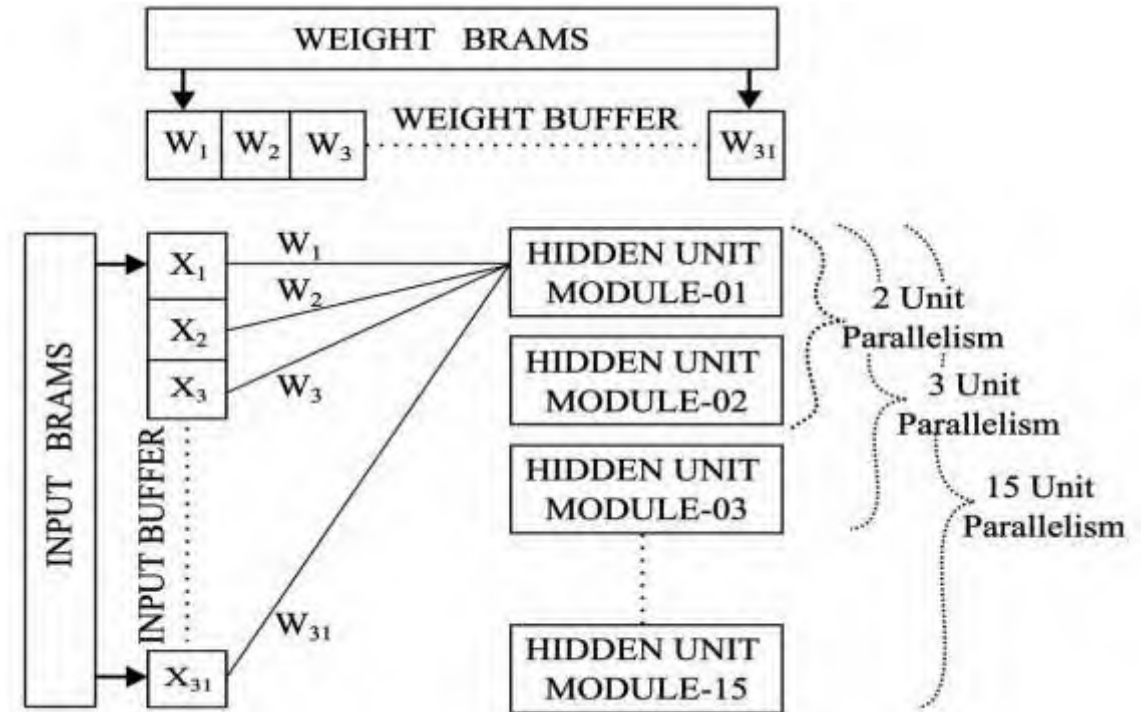 WEIGHT BRAMS
WEIGHT BUFFER
W₁ W₂ W₃ W₃₁
INPUT BRAMS
INPUT BUFFER
X₁
X₂
X₃
X₃₁
W₁
W₂
W₃
W₃₁
HIDDEN UNIT
MODULE-01
HIDDEN UNIT
MODULE-02
HIDDEN UNIT
MODULE-03
HIDDEN UNIT
MODULE-15
2 Unit
Parallelism
3 Unit
Parallelism
15 Unit
Parallelism